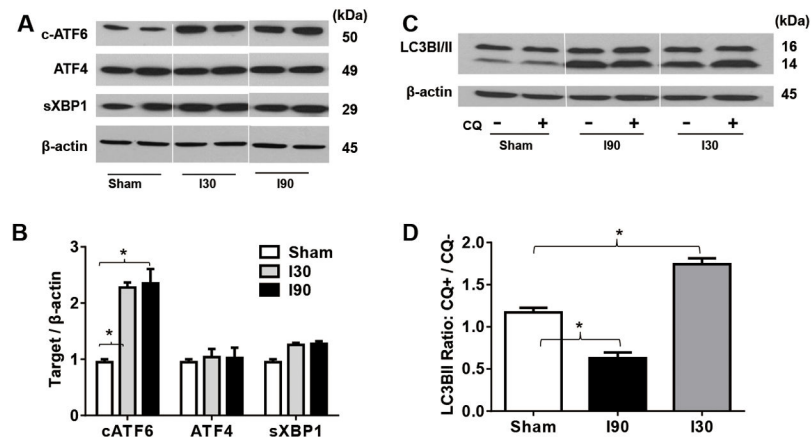 A
(kDa)
c-ATF6
50
ATF4
49
sXBP1
29
β-actin
45
Sham I30 I90
B
Target / β-actin
3
2
1
0
* *
Sham
I30
I90
cATF6 ATF4 sXBP1
C
(kDa)
LC3BI/II
16
14
β-actin
45
CQ - + - + - +
Sham I90 I30
D
LC3BII Ratio: CQ+ / CQ-
2.0
1.5
1.0
0.5
0.0
* *
Sham I90 I30